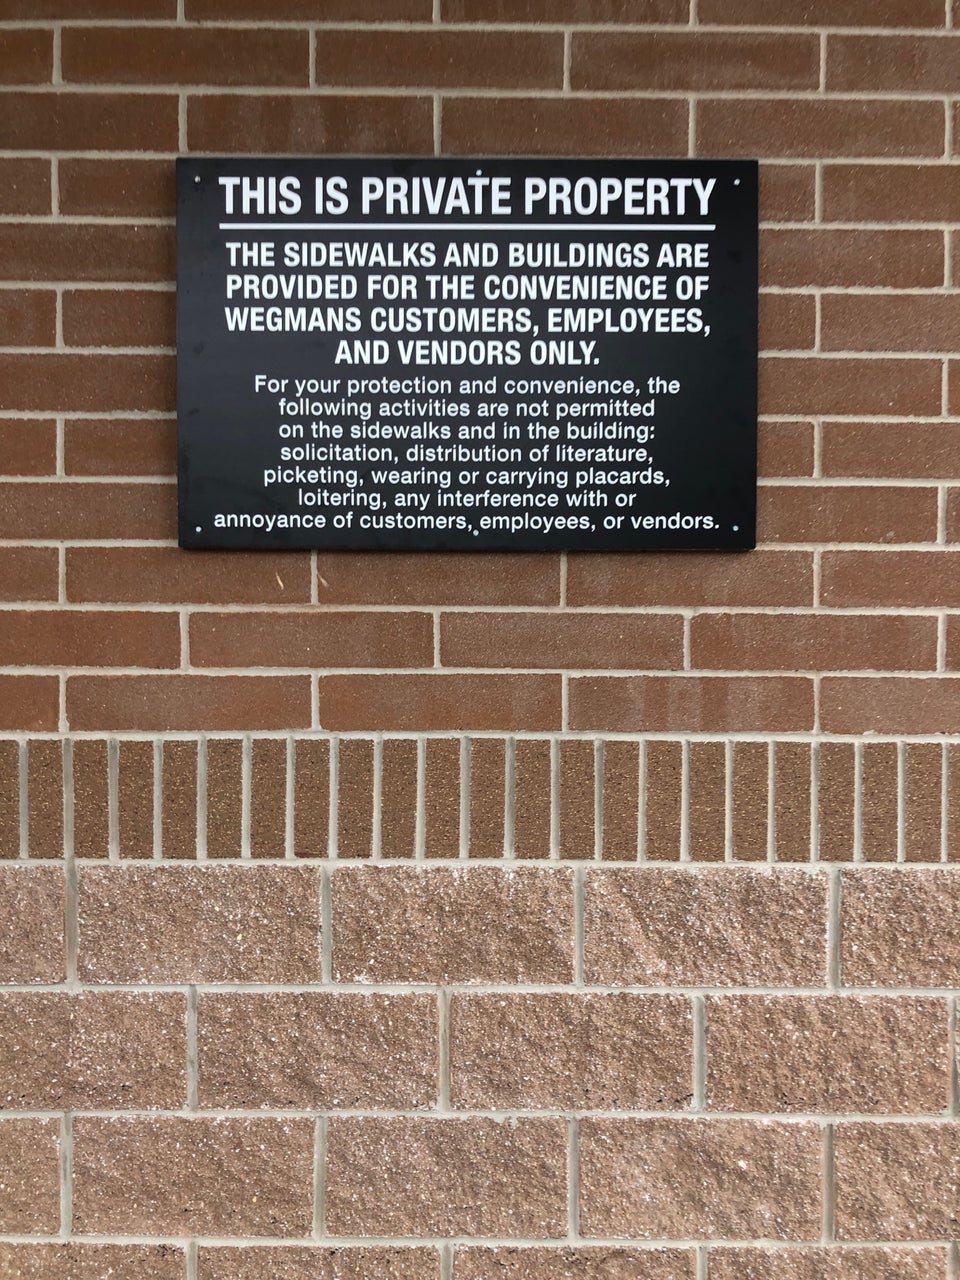 THIS IS PRIVATE PROPERTY
THE SIDEWALKS AND BUILDINGS ARE
PROVIDED FOR THE CONVENIENCE OF
WEGMANS CUSTOMERS, EMPLOYEES,
AND VENDORS ONLY.
For your protection and convenience, the
following activities are not permitted
on the sidewalks and in the building:
solicitation, distribution of literature,
picketing, wearing or carrying placards,
loitering, any interference with or
annoyance of customers, employees, or vendors.